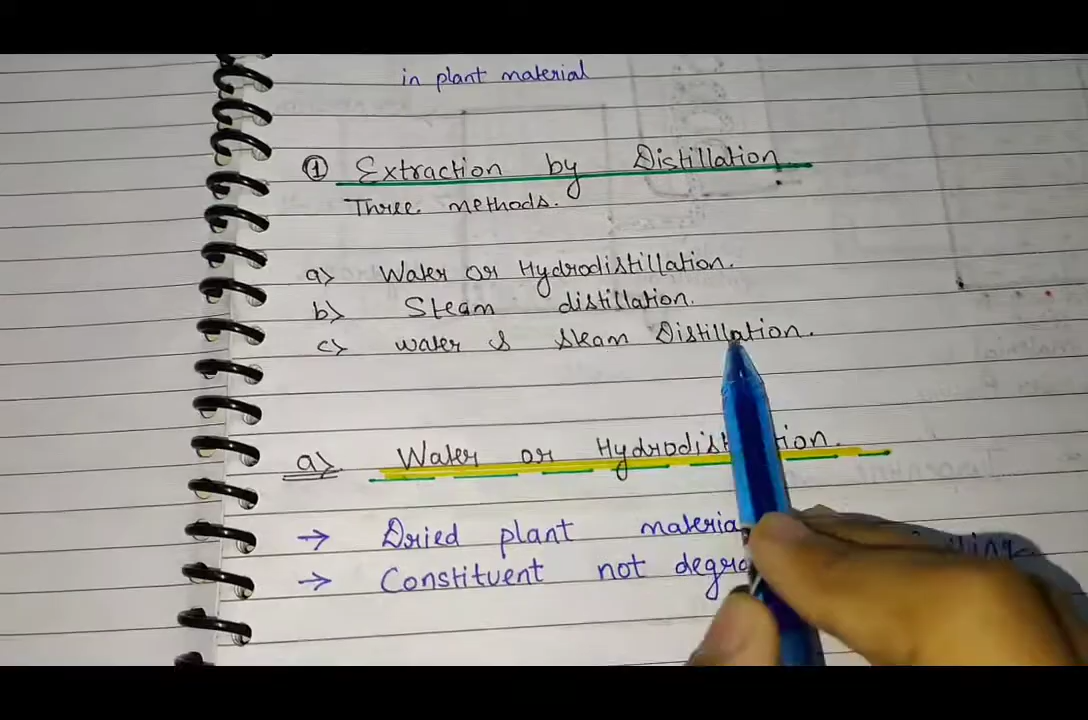 in plant material
① Extraction by Distillation
Three methods.
a) Water or Hydrodistillation.
b) Steam distillation.
c) water & steam Distillation.
a) Water or
→ Dried plant
→ Constituent not